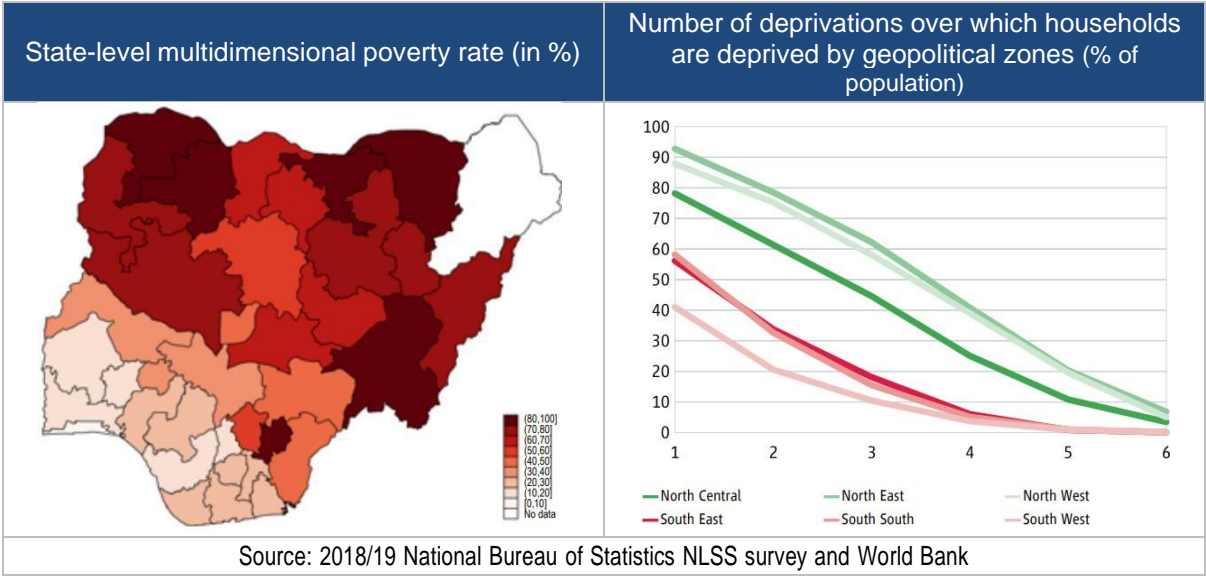 State-level multidimensional poverty rate (in %)
Number of deprivations over which households
are deprived by geopolitical zones (% of
population)
(80,100]
(70,80]
(60,70]
(50,60]
(40,50]
(30,40]
(20,30]
(10,20]
[0,10]
No data
100
90
80
70
60
50
40
30
20
10
0
1 2 3 4 5 6
North Central North East North West
South East South South South West
Source: 2018/19 National Bureau of Statistics NLSS survey and World Bank